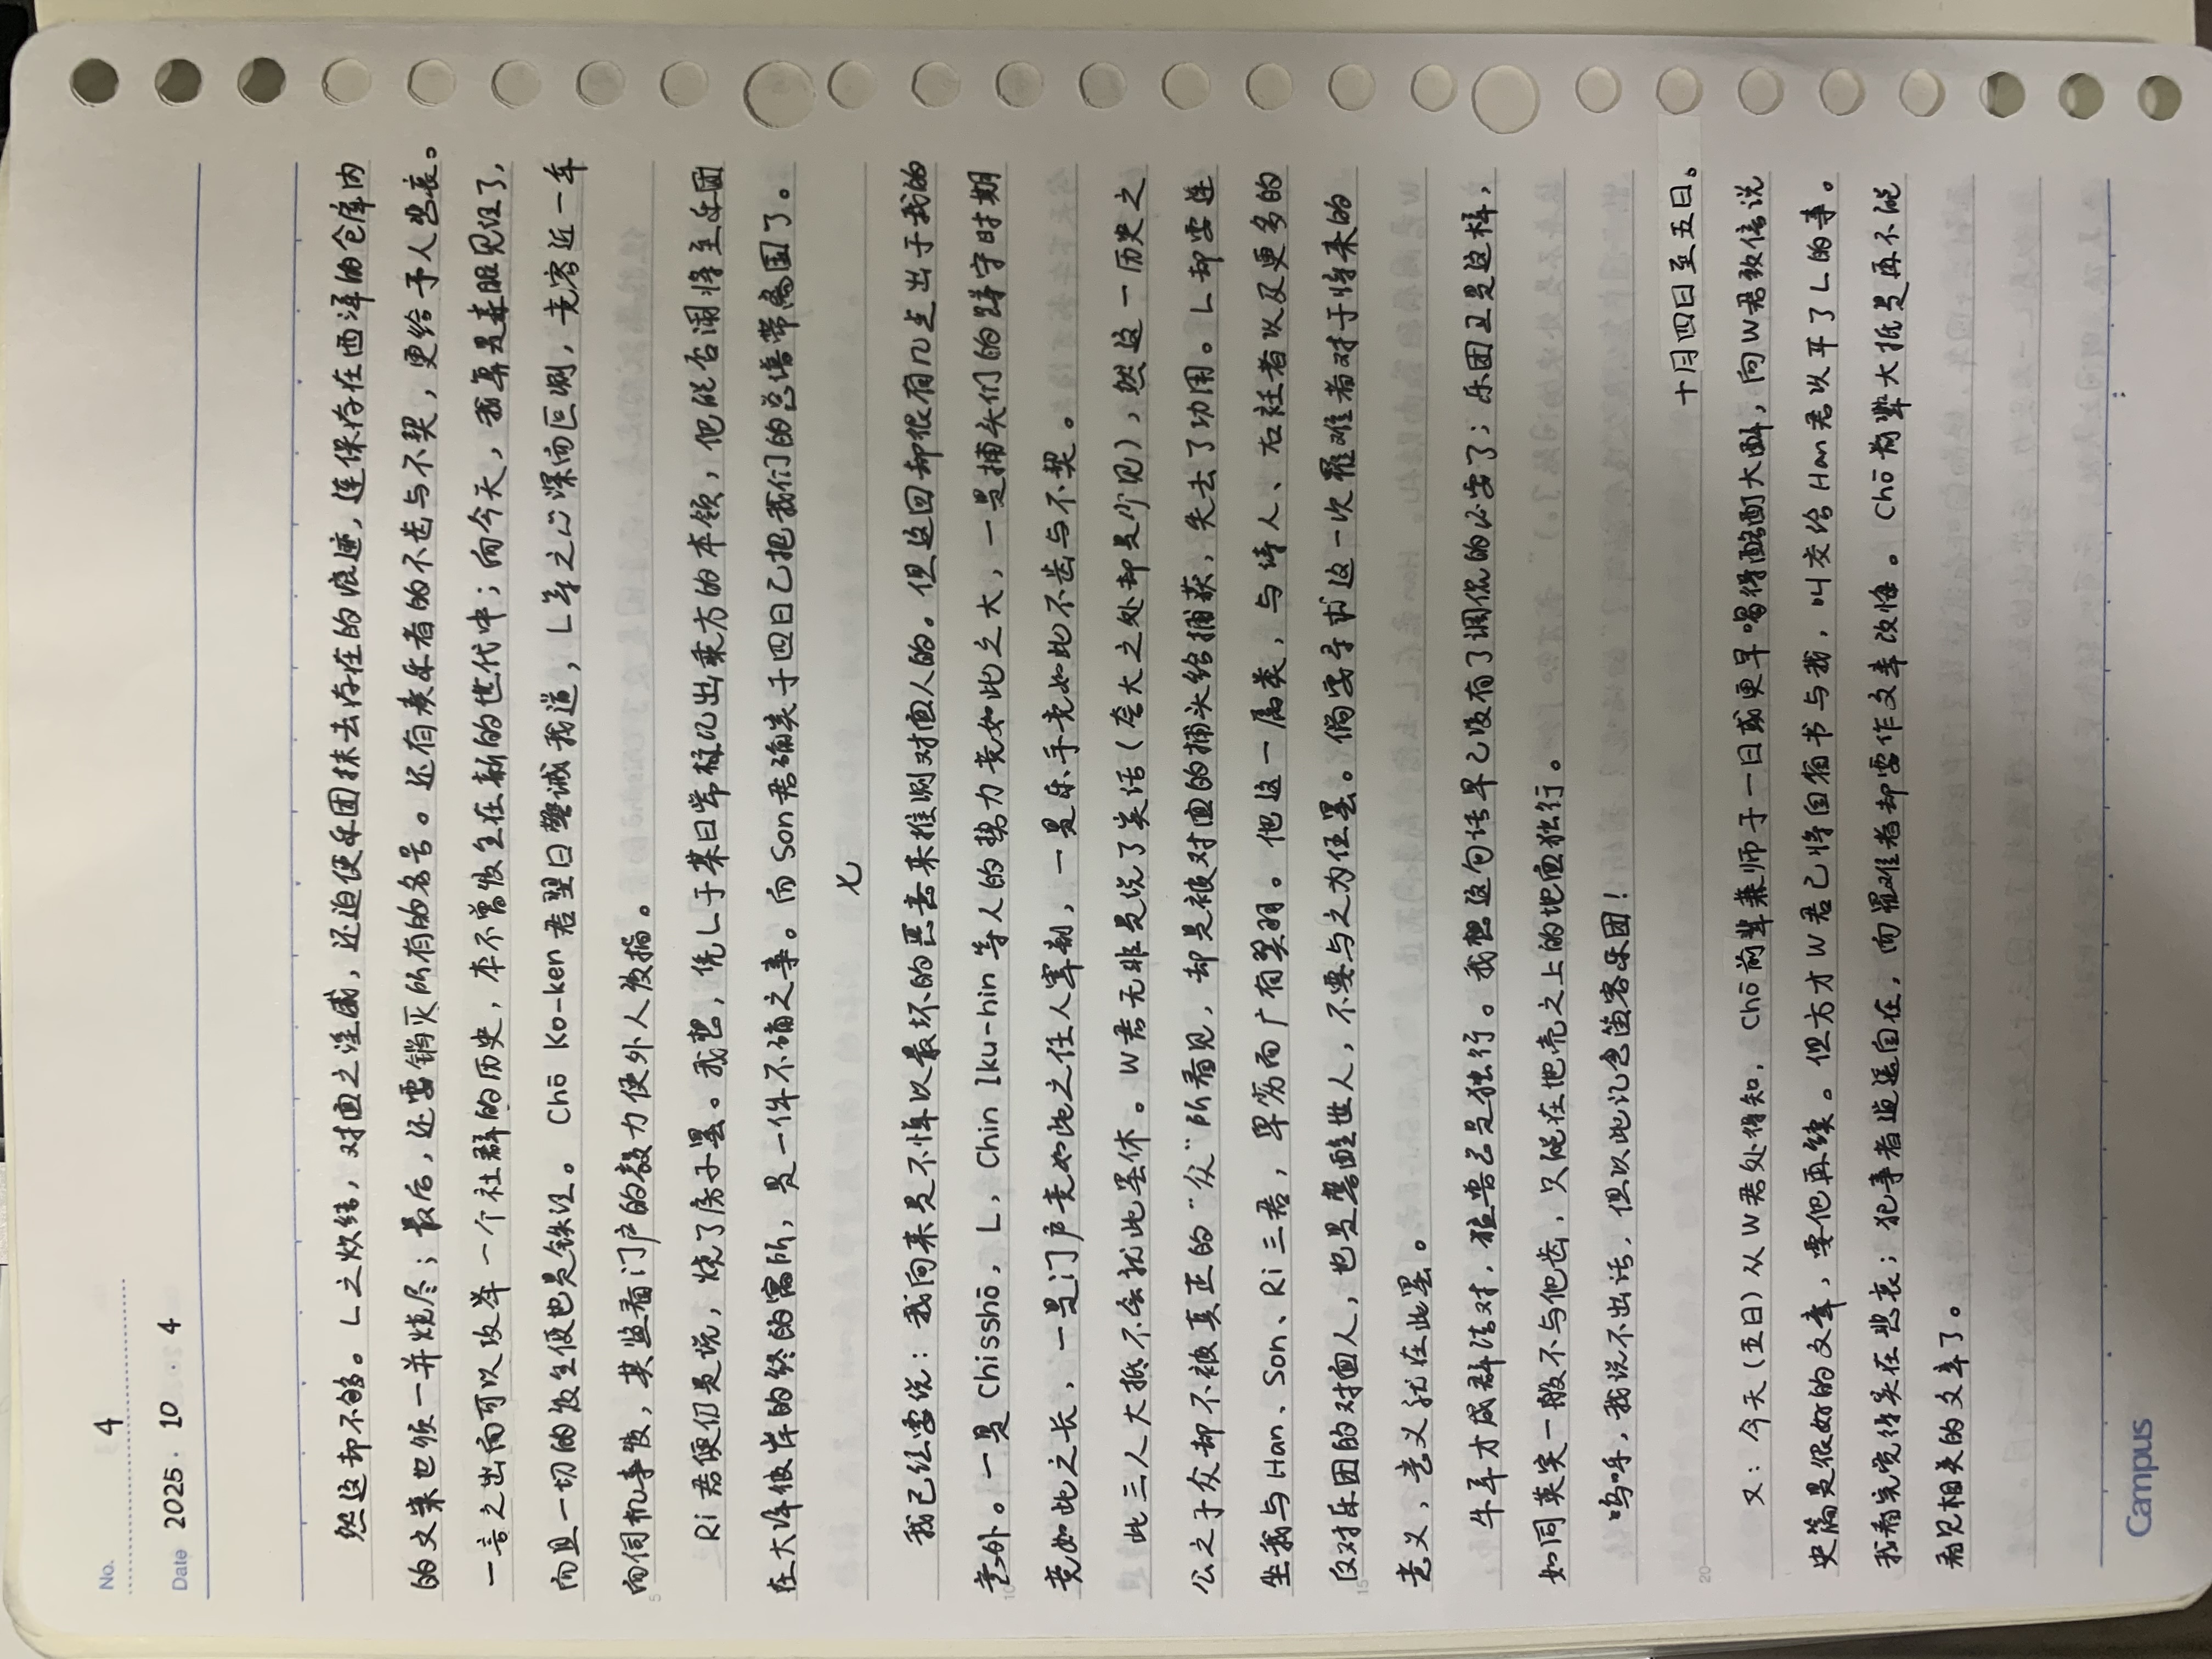 No. 4
Date 2025 · 10 · 4
然这却不够。L之炊结，对面之淫威，还迫使乐团抹去存在的痕迹，连保存在西泽的仓库内
的文案也须一并烧尽；最后，还要销灭所有的名号。还有奏乐者的不齿与不契，更给予人悲哀。
一言之出而可以改举一个社群的历史，本不曾发生在新的世代中；而今天，我算是亲眼见证了，
而且一切的发生便也是铁证。Chō Ko-ken君翌日警诫我道，L等之心深而叵测，竟容近一年
而伺机事发，其监看门户的毅力使外人发指。
5
Ri君便仍是说，烧了房子罢。我想，凭L于某日常标记出乘方的本领，他能否闹将至乐团
在大洋彼岸的终的寓所，是一件不确之事。而Son君确实于四日已把我们的总谱带离国了。
七
我已经要说：我向来是不惮以最坏的恶意来推测对面人的。但这回却很有几点出于我的
意外。一是Chisshō，L，Chin Iku-hin等人的势力竟如此之大，一是捕头们的蹲守时期
10
竟如此之长，一是门户竟如此之任人宰割，一是乐手竟如此不齿与不契。
此三人大抵不会就此罢休。W君无非是说了实话（夸大之处却是少见），然这一历史之
公之于众却不被真正的“众”所看见，却是被对面的捕头给捕获，失去了功用。L却要连
坐我与Han、Son、Ri三君，卑劣而广有翼羽。他这一属类，与待人、右衽者以及更多的
反对乐团的对面人，也是警醒世人，不要与之为伍罢。倘要寻求这一次罹难者对于将来的
15
意义，意义就在此罢。
牛羊才成群结对，猛兽总是独行。我想这句话早已没有了调侃的必要了；乐团正是这样，
如同英灵一般不与他齿，只能在地壳之上的地面独行。
呜呼，我说不出话，但以此记念笛客乐团！
十月四日至五日。
20
又：今天（五日）从W君处得知，Chō前辈兼师于一日或更早喝得酩酊大醉，向W君致信说
史篇是很好的文章，要他再续。但方才W君已将自白书与我，叫交给Han君以平了L的事。
我看完觉得实在悲哀；犯事者逍遥自在，而罹难者却要作文章改悔。Chō前辈大抵是再不能
看见相关的文章了。
Campus